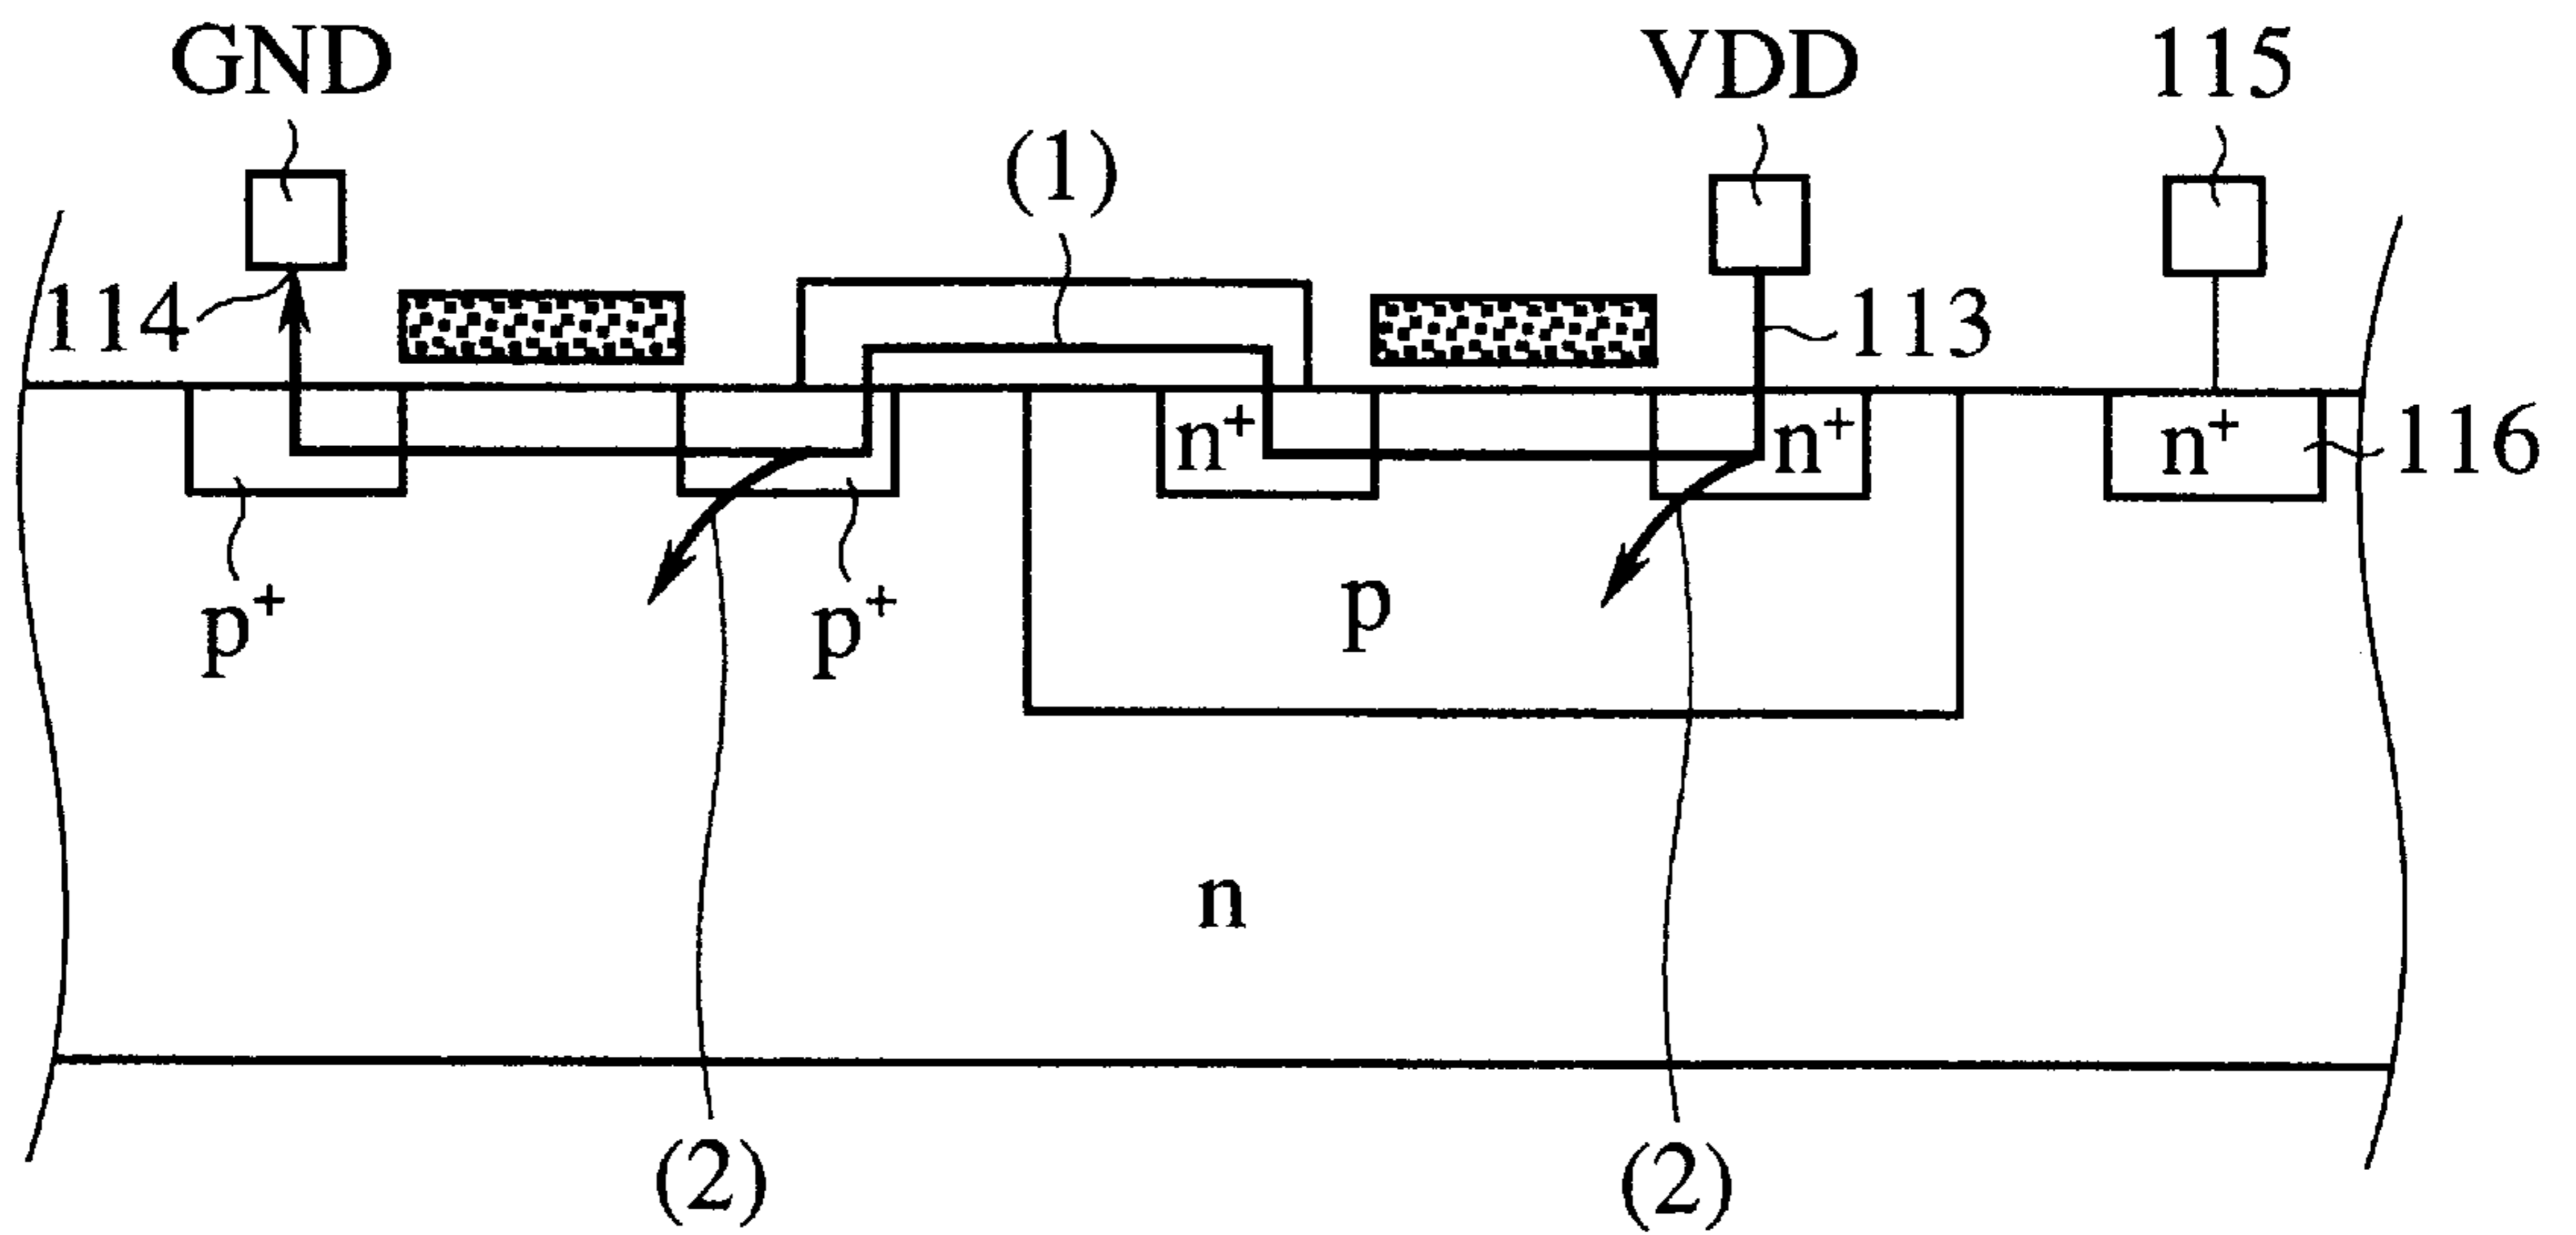 GND
VDD
115
(1)
114
113
n⁺
n⁺
n⁺
116
p⁺
p⁺
p
n
(2)
(2)